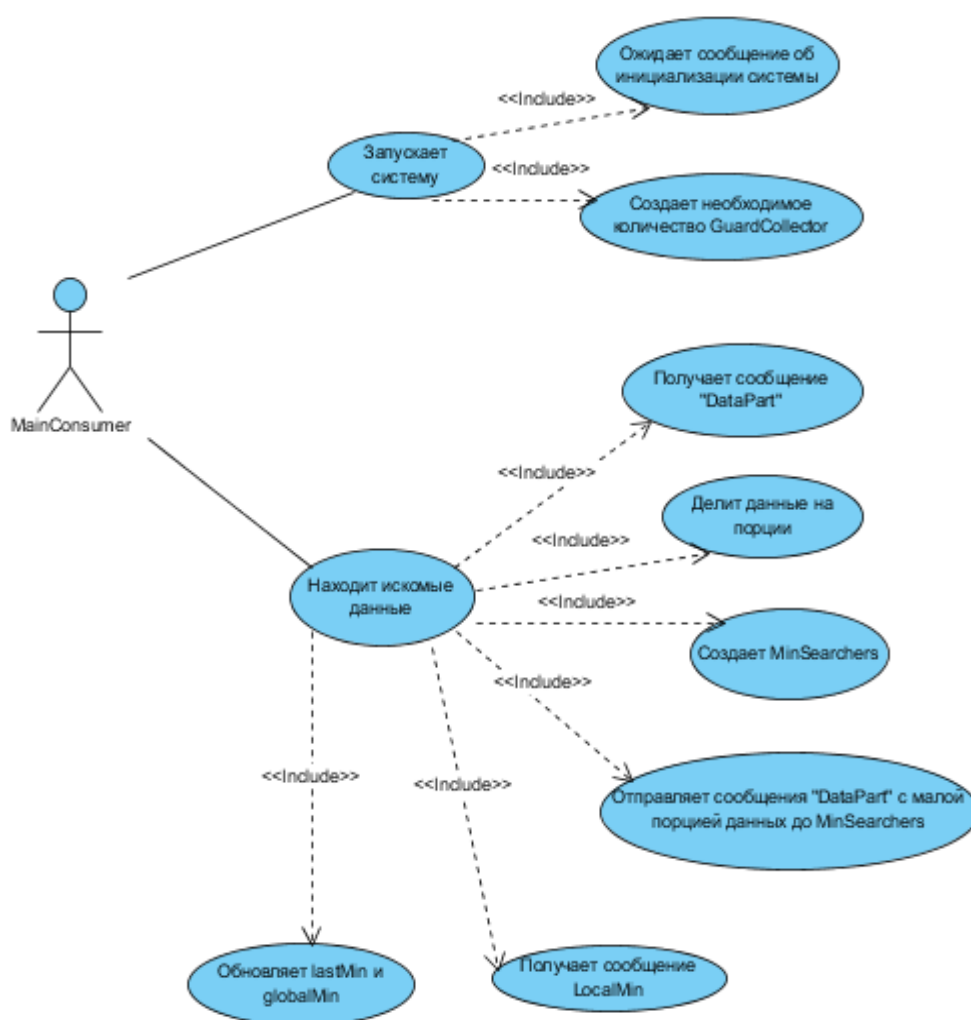 Ожидает сообщение об
инициализации системы
<<Include>>
Запускает
систему
<<Include>>
Создает необходимое
количество GuardCollector
MainConsumer
Получает сообщение
"DataPart"
<<Include>>
Делит данные на
порции
<<Include>>
Находит искомые
данные
<<Include>>
Создает MinSearchers
<<Include>>
Отправляет сообщения "DataPart" с малой
порцией данных до MinSearchers
<<Include>>
<<Include>>
Обновляет lastMin и
globalMin
Получает сообщение
LocalMin